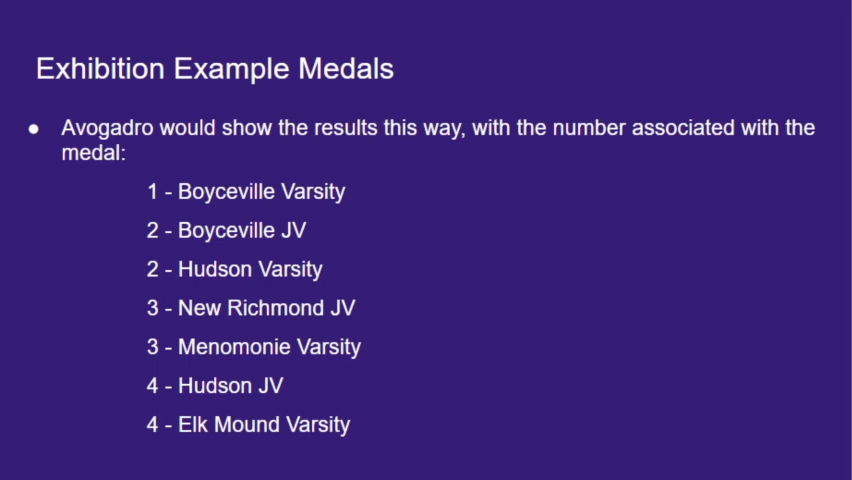 Exhibition Example Medals
● Avogadro would show the results this way, with the number associated with the
medal:
1 - Boyceville Varsity
2 - Boyceville JV
2 - Hudson Varsity
3 - New Richmond JV
3 - Menomonie Varsity
4 - Hudson JV
4 - Elk Mound Varsity